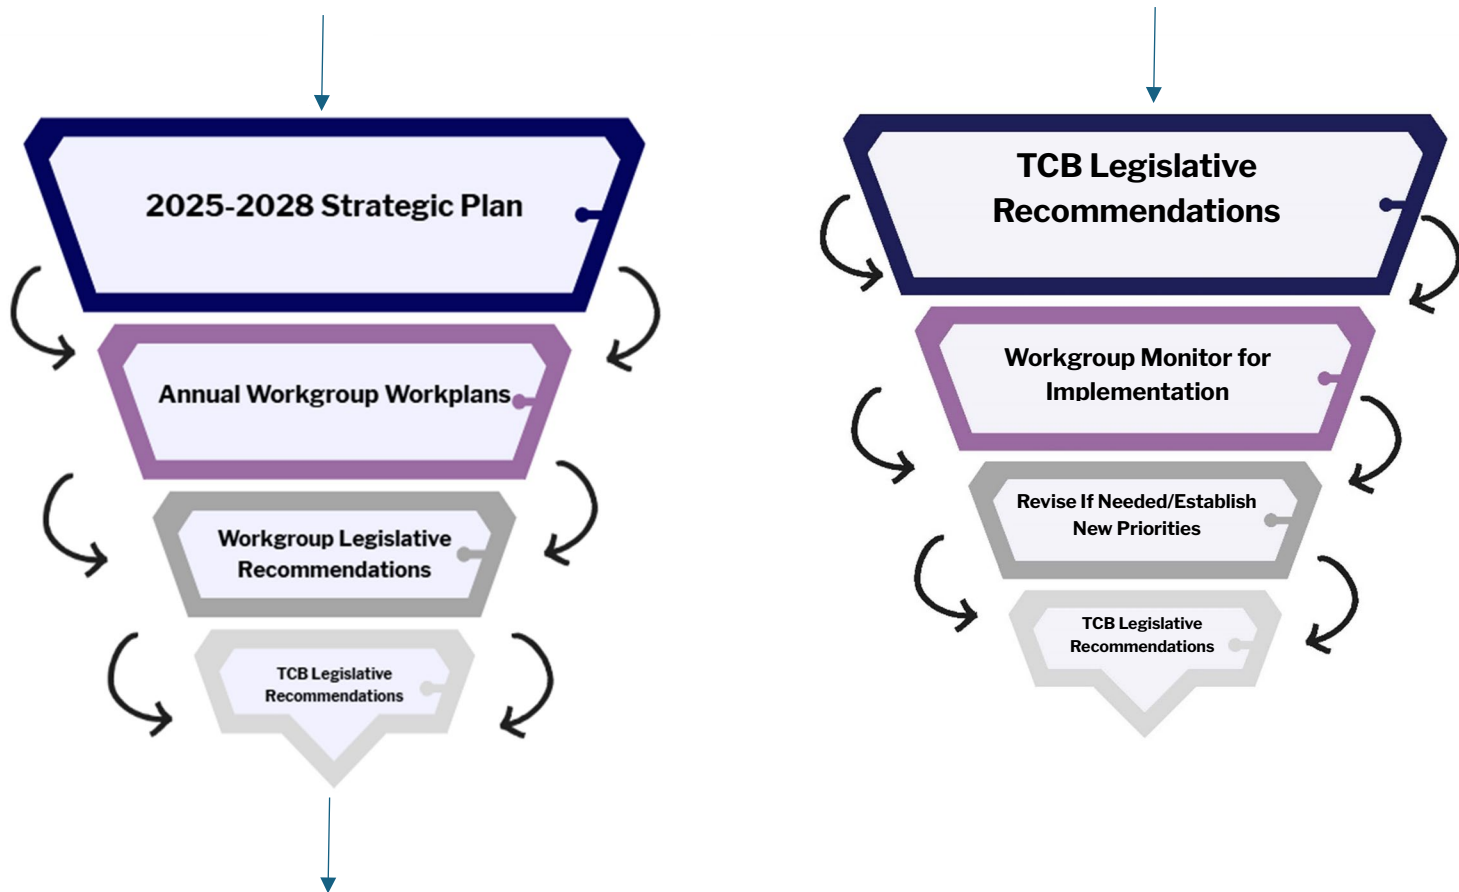 2025-2028 Strategic Plan
Annual Workgroup Workplans
Workgroup Legislative
Recommendations
TCB Legislative
Recommendations
TCB Legislative
Recommendations
Workgroup Monitor for
Implementation
Revise If Needed/Establish
New Priorities
TCB Legislative
Recommendations